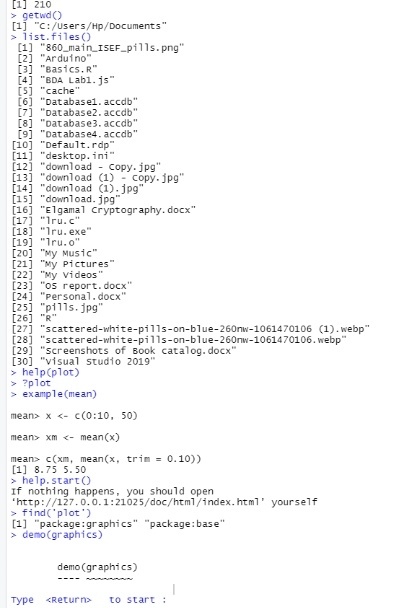 [1] 210
> getwd()
[1] "C:/Users/Hp/Documents"
> list.files()
[1] "860_main_ISEF_pills.png"
[2] "Arduino"
[3] "Basics.R"
[4] "BDA Lab1.js"
[5] "cache"
[6] "Database1.accdb"
[7] "Database2.accdb"
[8] "Database3.accdb"
[9] "Database4.accdb"
[10] "Default.rdp"
[11] "desktop.ini"
[12] "download - Copy.jpg"
[13] "download (1) - Copy.jpg"
[14] "download (1).jpg"
[15] "download.jpg"
[16] "Elgamal Cryptography.docx"
[17] "lru.c"
[18] "lru.exe"
[19] "lru.o"
[20] "My Music"
[21] "My Pictures"
[22] "My Videos"
[23] "OS report.docx"
[24] "Personal.docx"
[25] "pills.jpg"
[26] "R"
[27] "scattered-white-pills-on-blue-260nw-1061470106 (1).webp"
[28] "scattered-white-pills-on-blue-260nw-1061470106.webp"
[29] "Screenshots of Book catalog.docx"
[30] "Visual Studio 2019"
> help(plot)
> ?plot
> example(mean)
mean> x <- c(0:10, 50)
mean> xm <- mean(x)
mean> c(xm, mean(x, trim = 0.10))
[1] 8.75 5.50
> help.start()
If nothing happens, you should open
‘http://127.0.0.1:21025/doc/html/index.html’ yourself
> find('plot')
[1] "package:graphics" "package:base"
> demo(graphics)
demo(graphics)
---- ~~~~~~~~
Type <Return> to start :